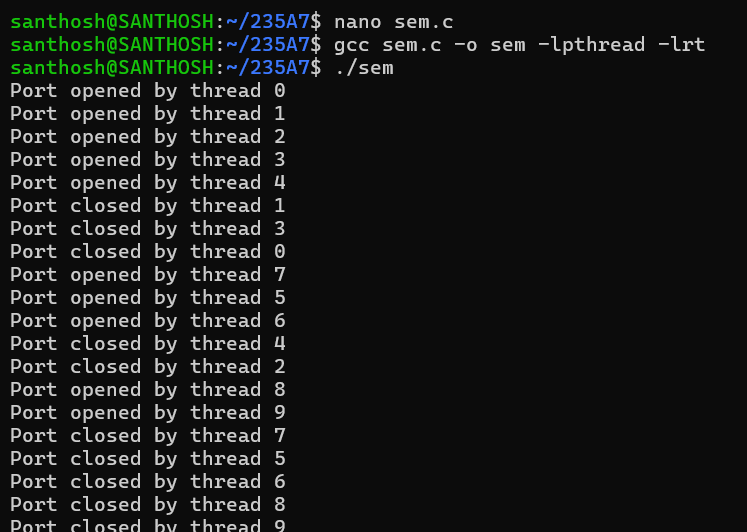 santhosh@SANTHOSH:~/235A7$ nano sem.c
santhosh@SANTHOSH:~/235A7$ gcc sem.c -o sem -lpthread -lrt
santhosh@SANTHOSH:~/235A7$ ./sem
Port opened by thread 0
Port opened by thread 1
Port opened by thread 2
Port opened by thread 3
Port opened by thread 4
Port closed by thread 1
Port closed by thread 3
Port closed by thread 0
Port opened by thread 7
Port opened by thread 5
Port opened by thread 6
Port closed by thread 4
Port closed by thread 2
Port opened by thread 8
Port opened by thread 9
Port closed by thread 7
Port closed by thread 5
Port closed by thread 6
Port closed by thread 8
Port closed by thread 9